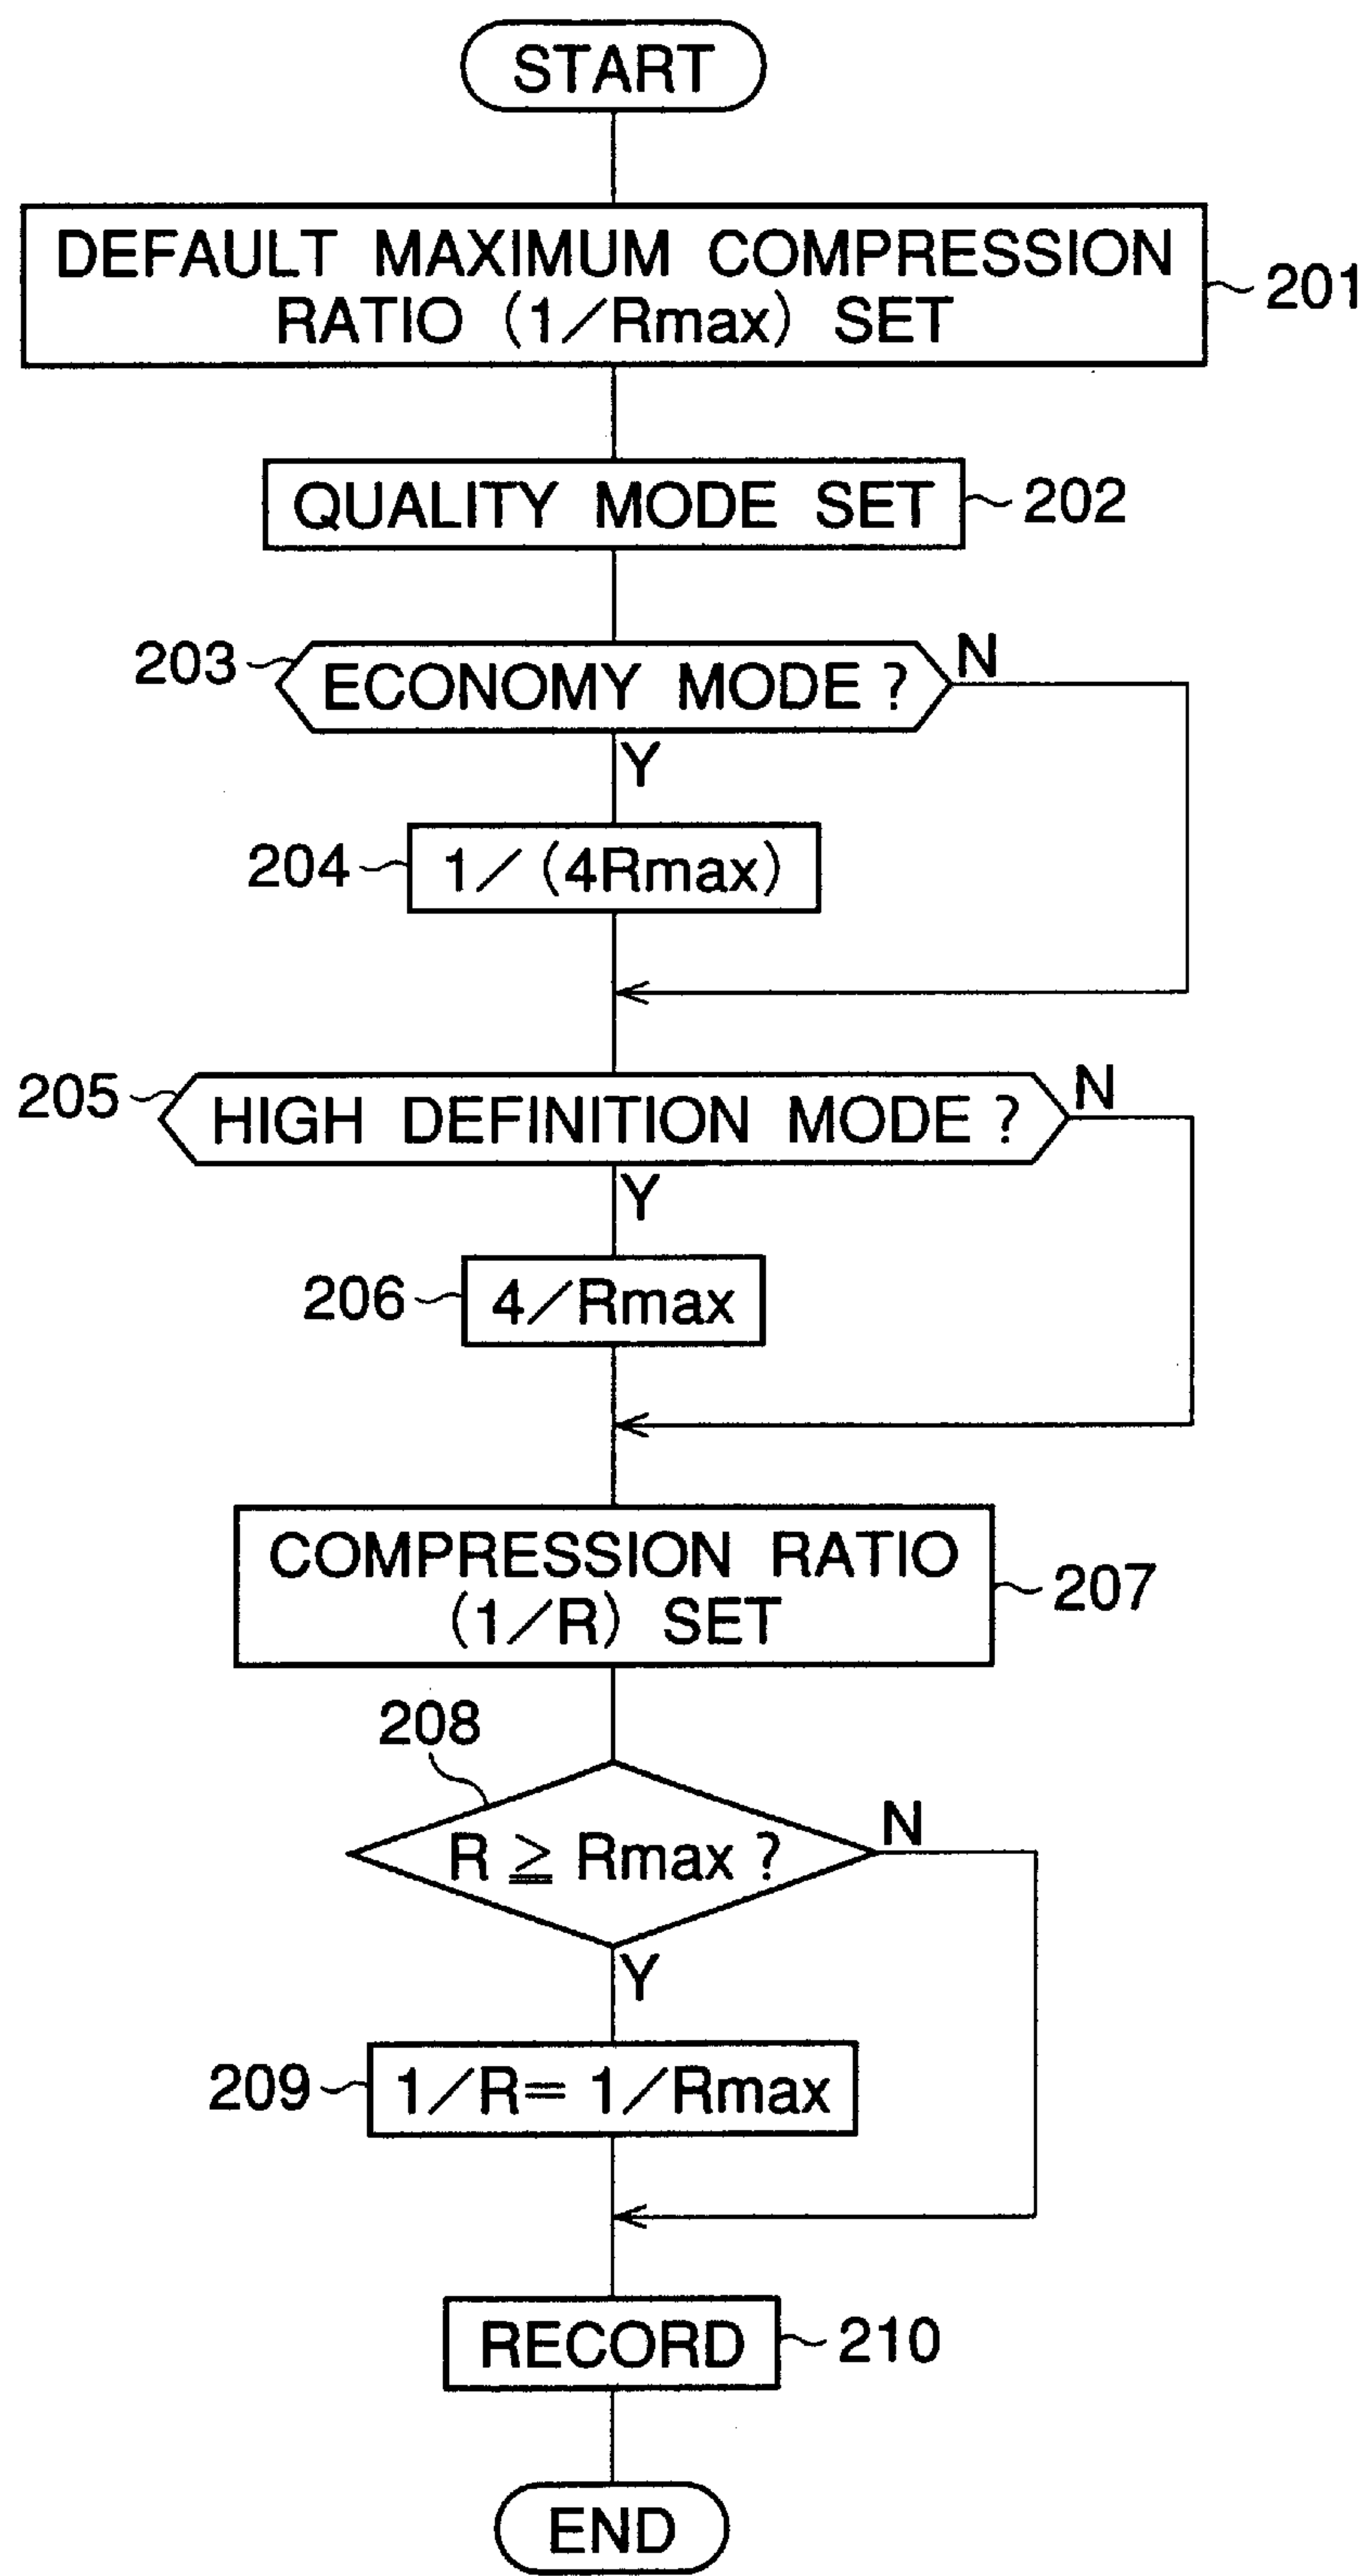 START
DEFAULT MAXIMUM COMPRESSION
RATIO (1/Rmax) SET
201
QUALITY MODE SET
202
203
ECONOMY MODE ?
N
Y
204
1/(4Rmax)
205
HIGH DEFINITION MODE ?
N
Y
206
4/Rmax
COMPRESSION RATIO
(1/R) SET
207
208
R ≧ Rmax ?
N
Y
209
1/R= 1/Rmax
RECORD
210
END